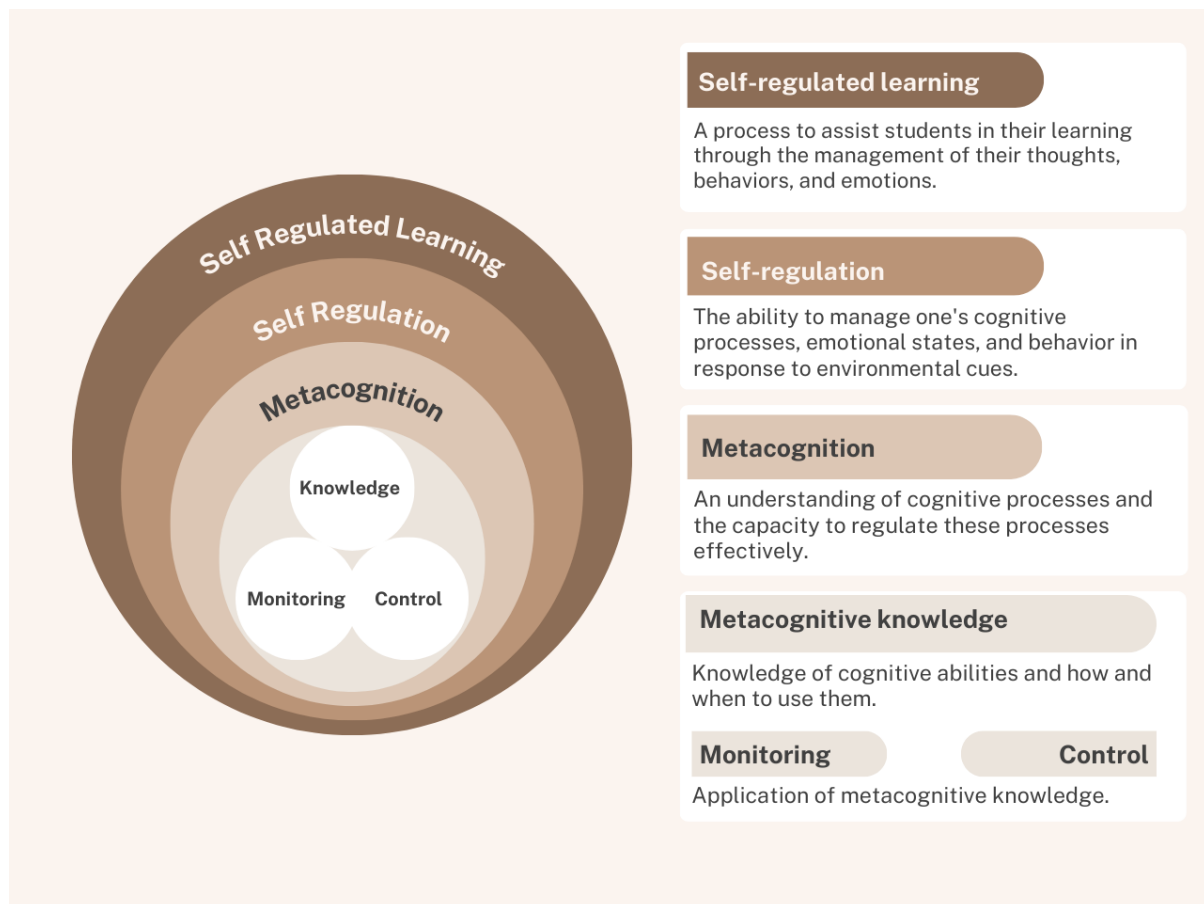 Self Regulated Learning
Self Regulation
Metacognition
Knowledge
Monitoring
Control
Self-regulated learning
A process to assist students in their learning
through the management of their thoughts,
behaviors, and emotions.
Self-regulation
The ability to manage one's cognitive
processes, emotional states, and behavior in
response to environmental cues.
Metacognition
An understanding of cognitive processes and
the capacity to regulate these processes
effectively.
Metacognitive knowledge
Knowledge of cognitive abilities and how and
when to use them.
Monitoring
Control
Application of metacognitive knowledge.